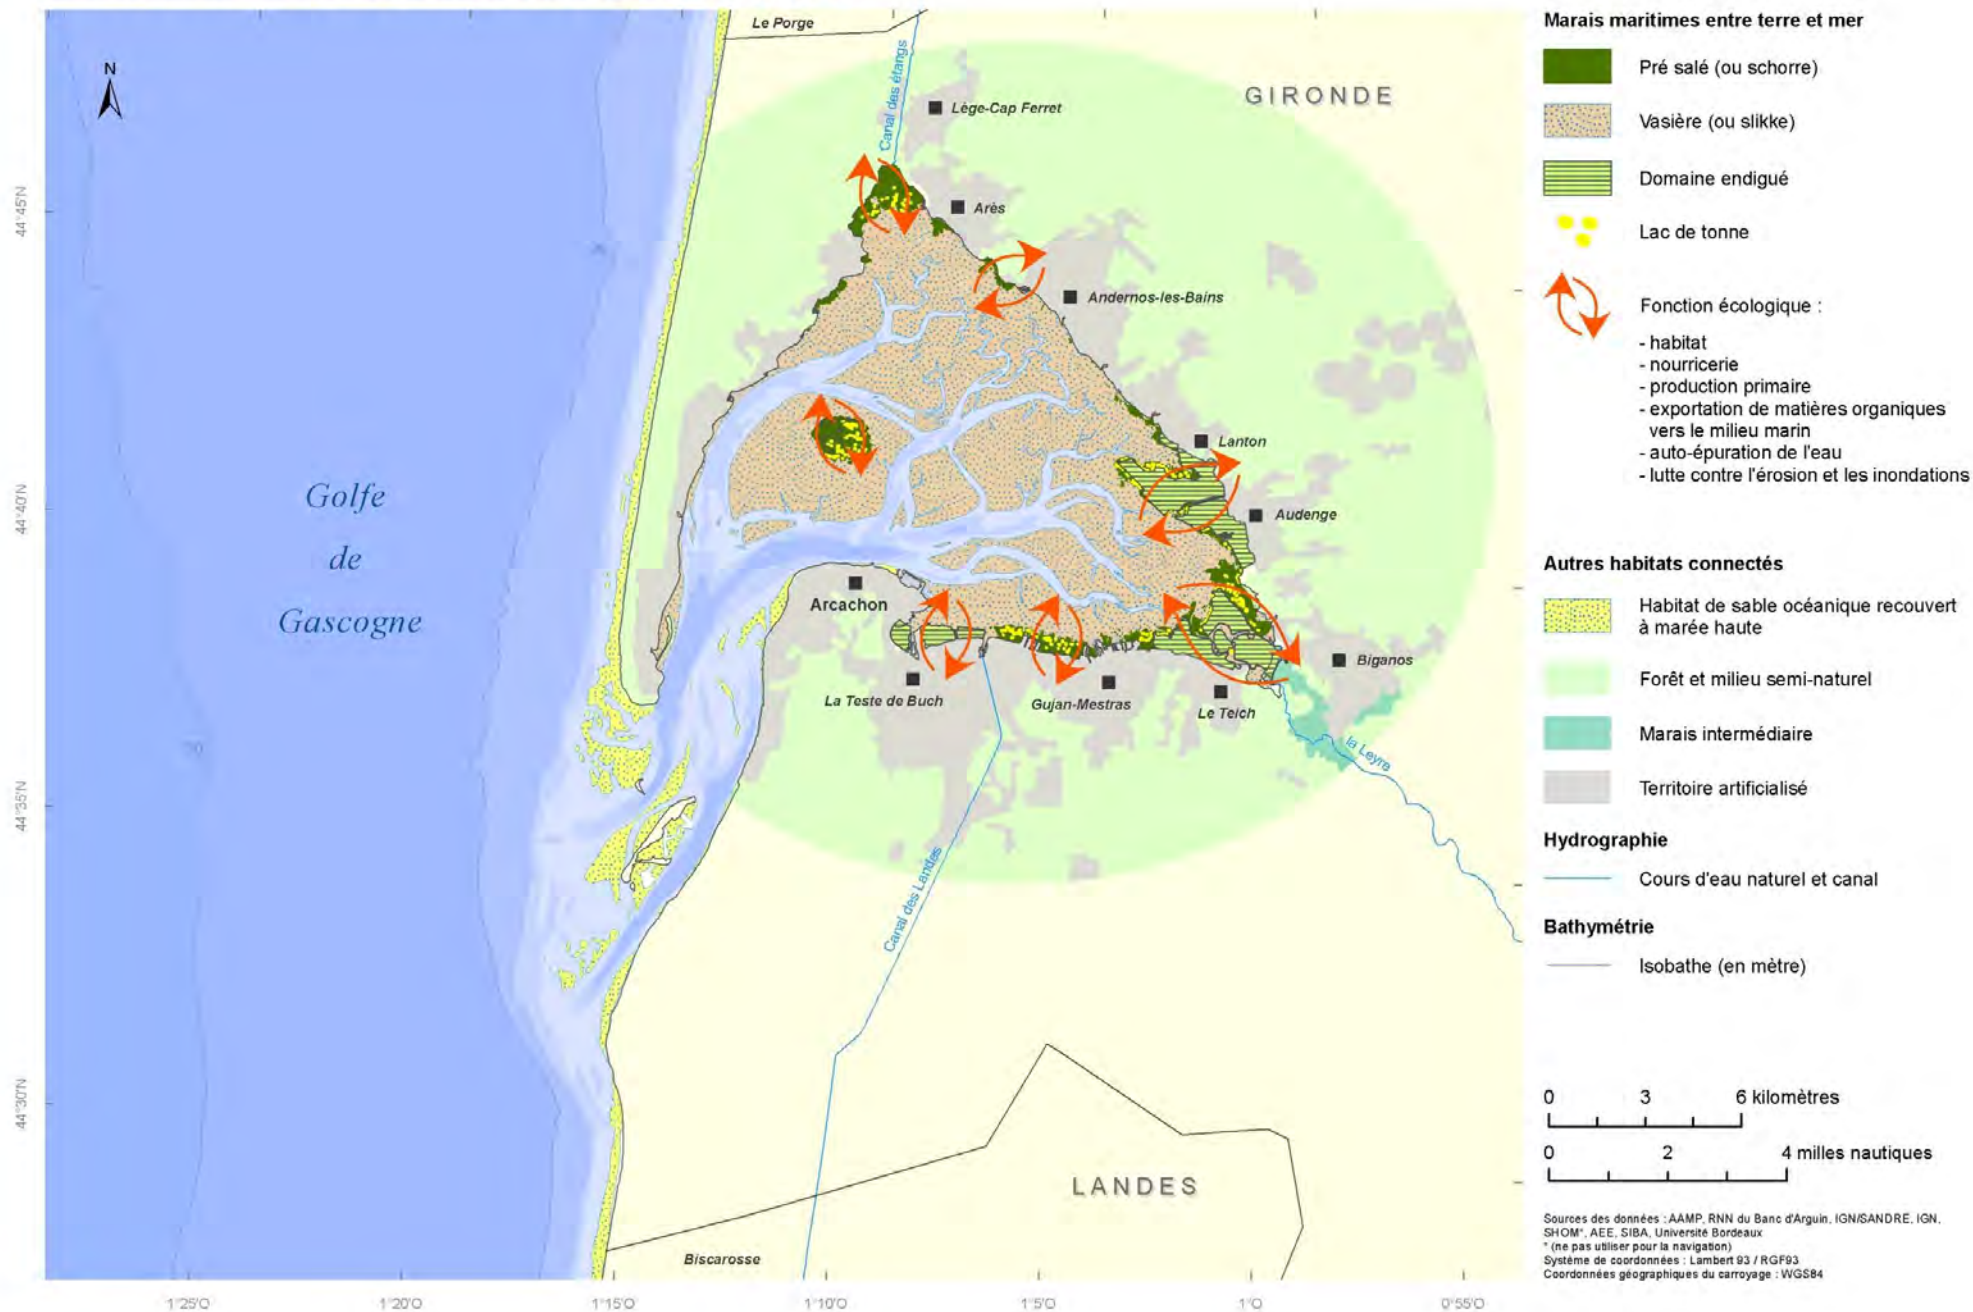 Le Porge
N
Canal des étangs
GIRONDE
Lège-Cap Ferret
Arès
Andernos-les-Bains
Lanton
Audenge
Golfe
de
Gascogne
Arcachon
Biganos
La Teste de Buch
Gujan-Mestras
Le Teich
la Leyre
Canal des Landes
LANDES
Biscarosse
44°45'N
44°40'N
44°35'N
44°30'N
1°25'O
1°20'O
1°15'O
1°10'O
1°5'O
1°O
0°55'O
Marais maritimes entre terre et mer
Pré salé (ou schorre)
Vasière (ou slikke)
Domaine endigué
Lac de tonne
Fonction écologique :
- habitat
- nourricerie
- production primaire
- exportation de matières organiques
vers le milieu marin
- auto-épuration de l'eau
- lutte contre l'érosion et les inondations
Autres habitats connectés
Habitat de sable océanique recouvert
à marée haute
Forêt et milieu semi-naturel
Marais intermédiaire
Territoire artificialisé
Hydrographie
Cours d'eau naturel et canal
Bathymétrie
Isobathe (en mètre)
0 3 6 kilomètres
0 2 4 milles nautiques
Sources des données : AAMP, RNN du Banc d'Arguin, IGN/SANDRE, IGN,
SHOM*, AEE, SIBA, Université Bordeaux
* (ne pas utiliser pour la navigation)
Système de coordonnées : Lambert 93 / RGF93
Coordonnées géographiques du carroyage : WGS84